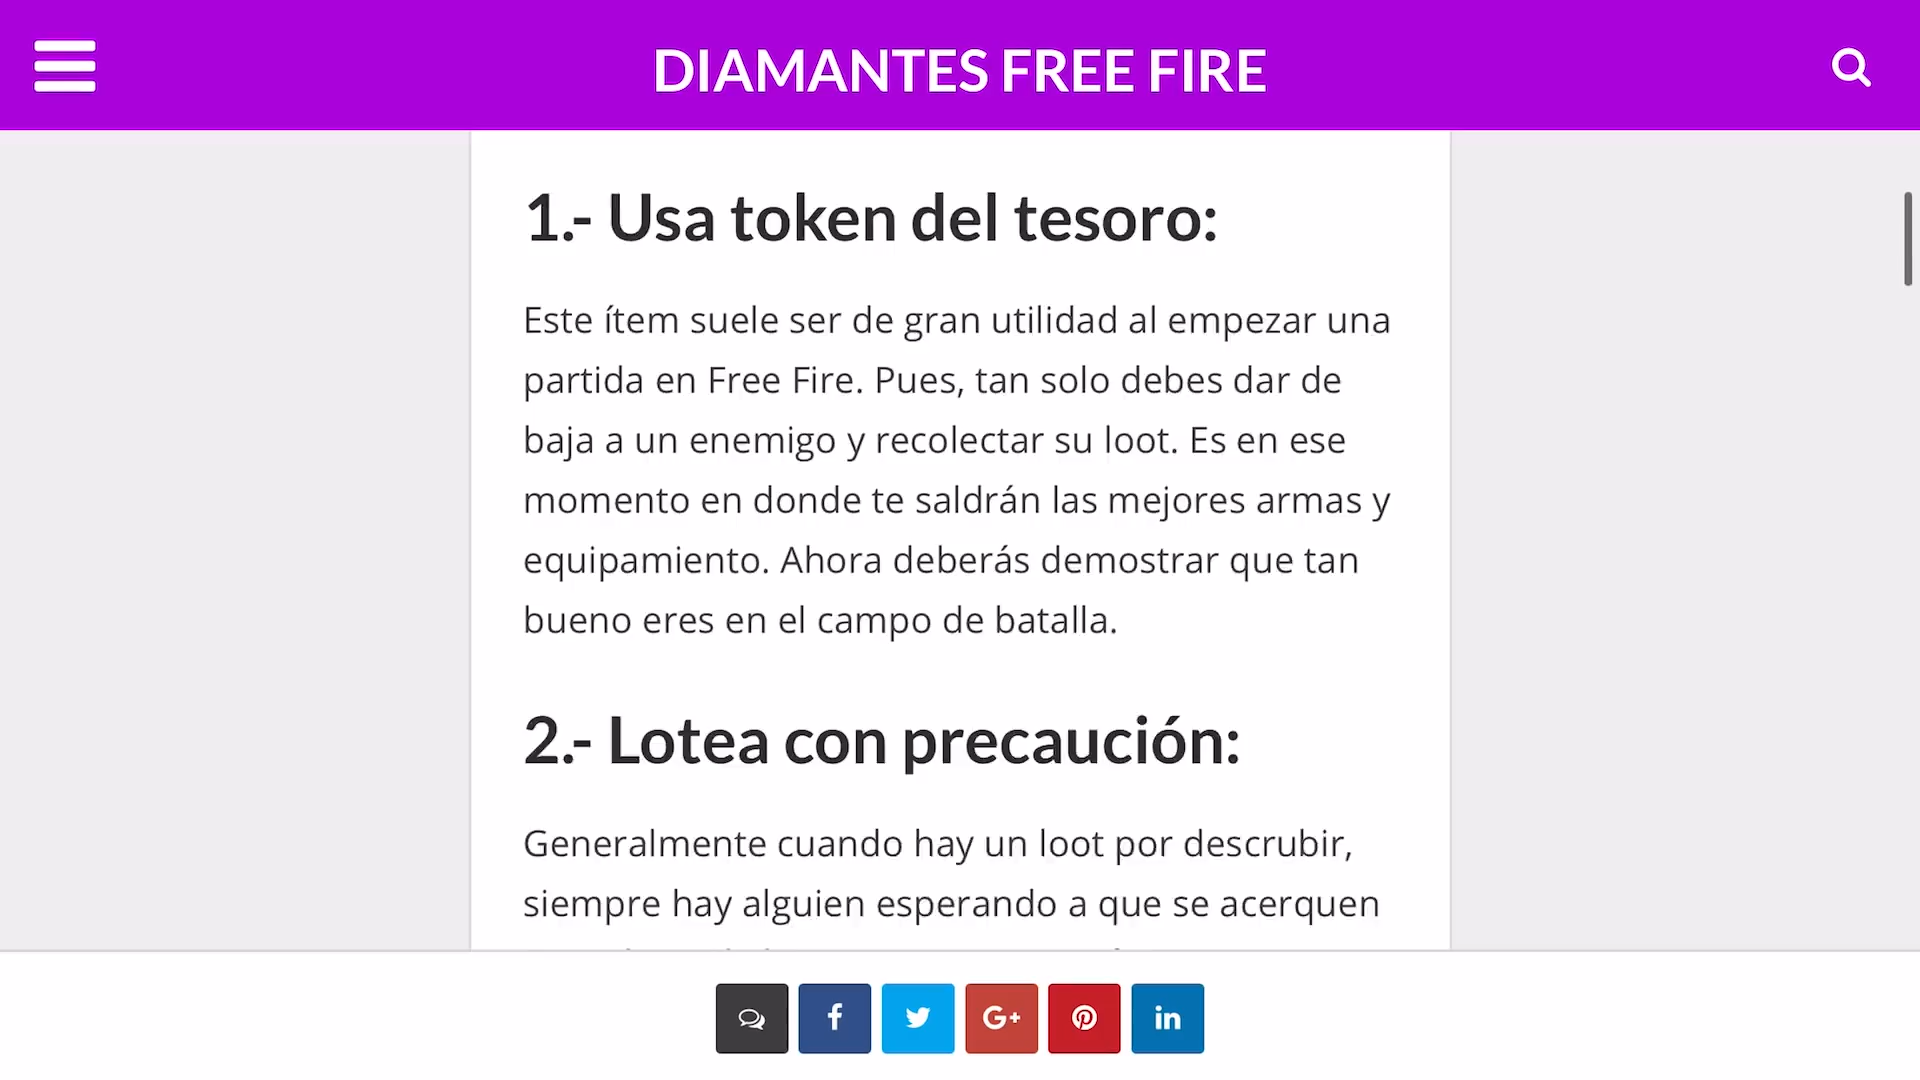 DIAMANTES FREE FIRE
1.- Usa token del tesoro:
Este ítem suele ser de gran utilidad al empezar una
partida en Free Fire. Pues, tan solo debes dar de
baja a un enemigo y recolectar su loot. Es en ese
momento en donde te saldrán las mejores armas y
equipamiento. Ahora deberás demostrar que tan
bueno eres en el campo de batalla.
2.- Lotea con precaución:
Generalmente cuando hay un loot por descrubir,
siempre hay alguien esperando a que se acerquen
f
G+
in